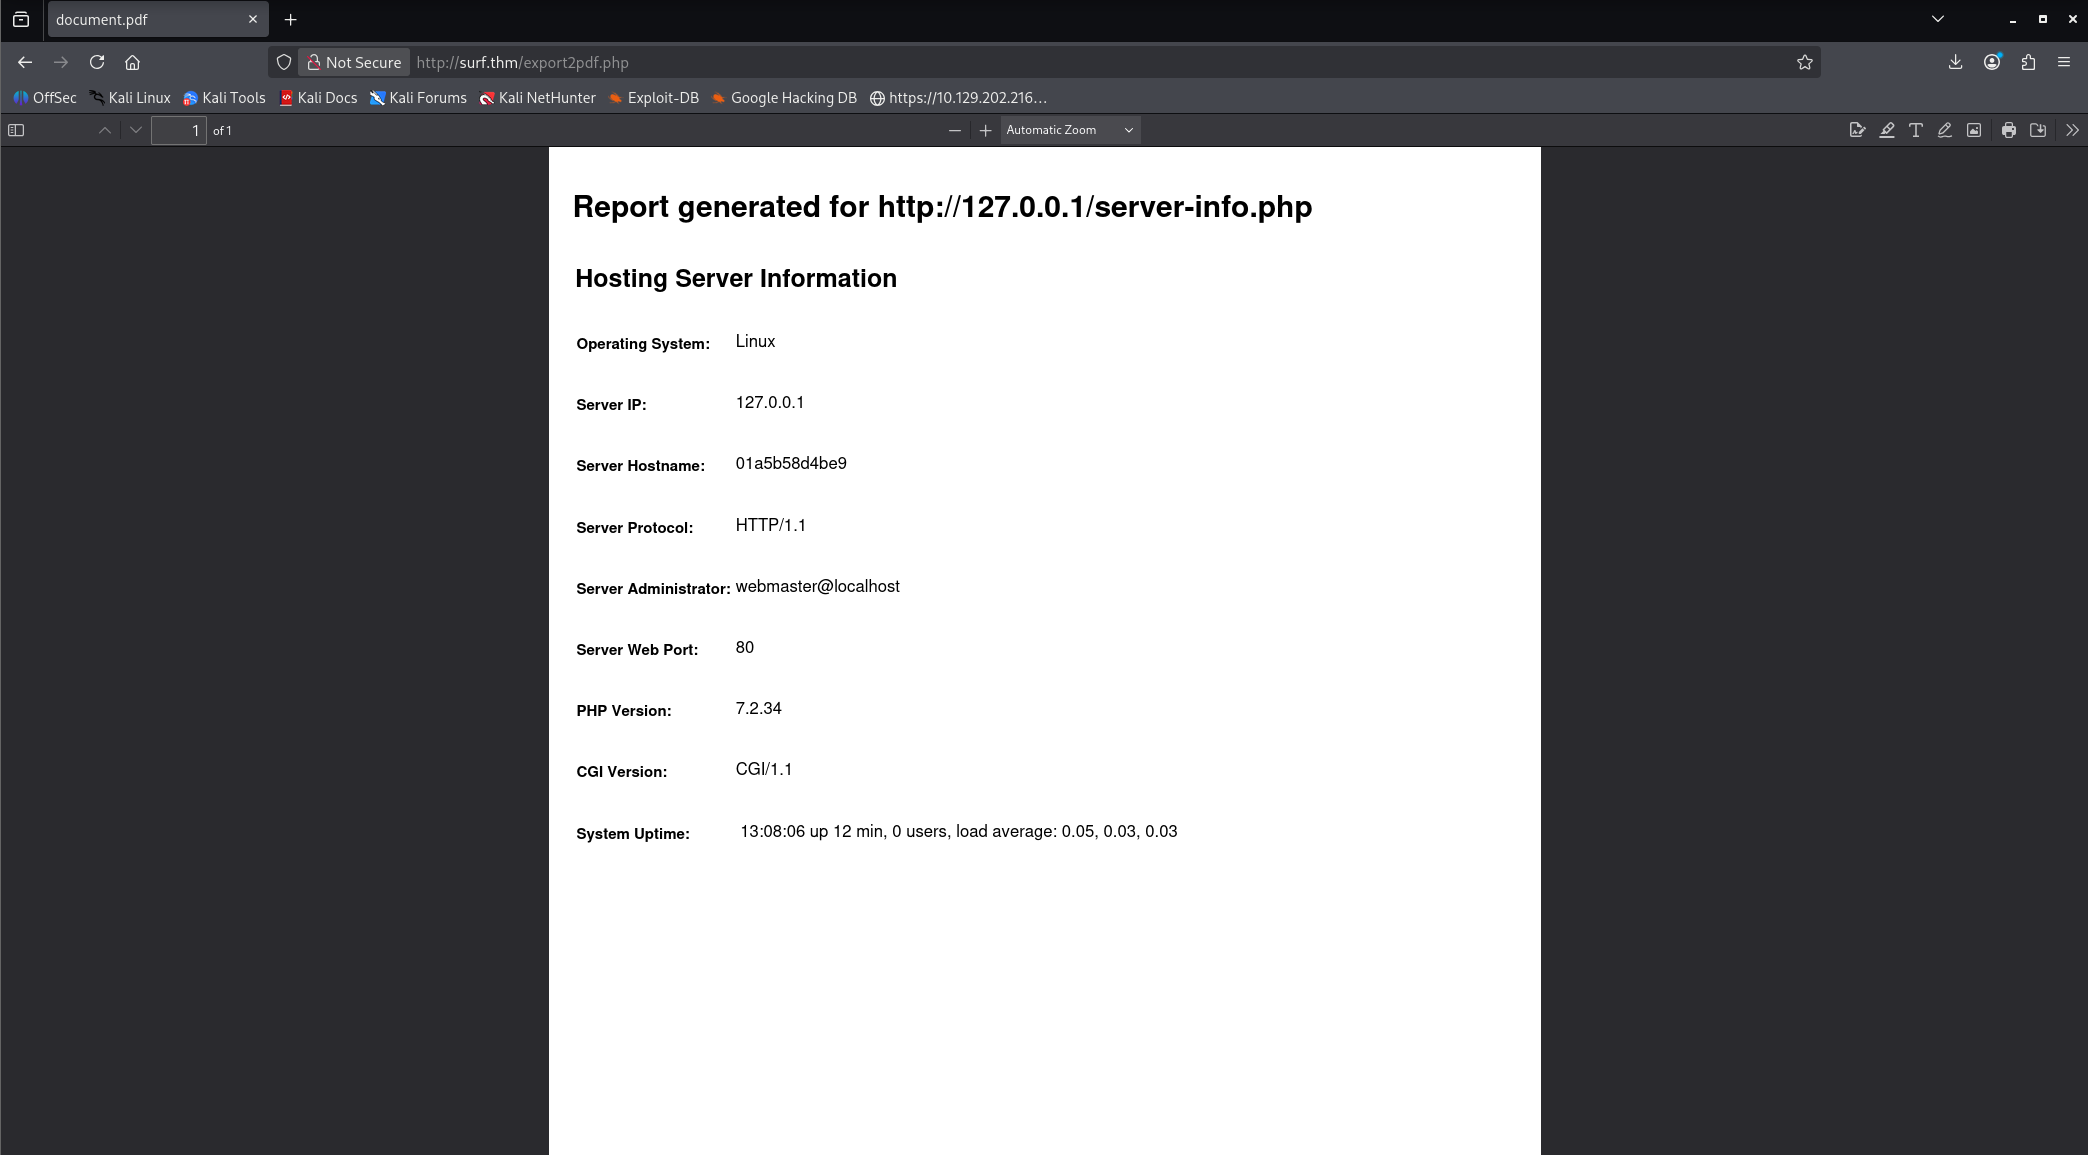 document.pdf
Not Secure http://surf.thm/export2pdf.php
OffSec Kali Linux Kali Tools Kali Docs Kali Forums Kali NetHunter Exploit-DB Google Hacking DB https://10.129.202.216…
1 of 1 Automatic Zoom
Report generated for http://127.0.0.1/server-info.php
Hosting Server Information
Operating System: Linux
Server IP: 127.0.0.1
Server Hostname: 01a5b58d4be9
Server Protocol: HTTP/1.1
Server Administrator: webmaster@localhost
Server Web Port: 80
PHP Version: 7.2.34
CGI Version: CGI/1.1
System Uptime: 13:08:06 up 12 min, 0 users, load average: 0.05, 0.03, 0.03